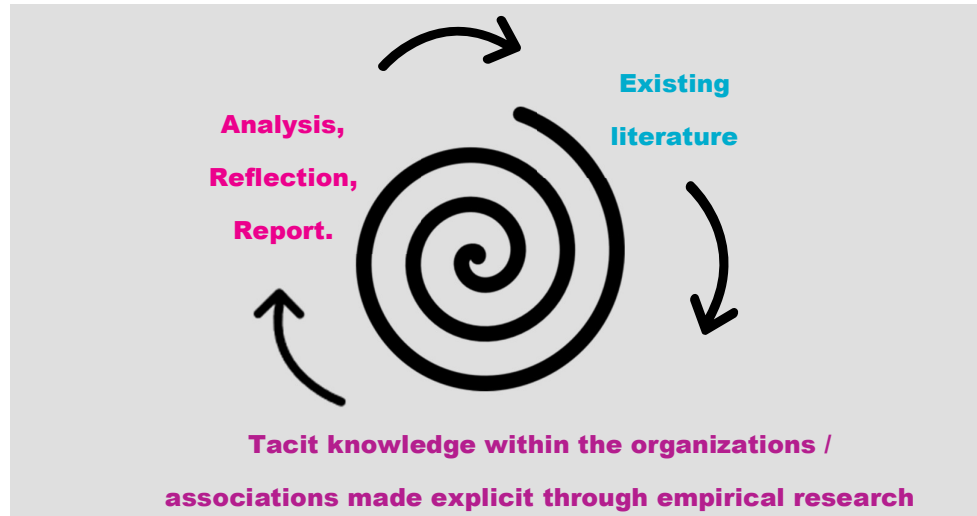 Existing
literature
Analysis,
Reflection,
Report.
Tacit knowledge within the organizations /
associations made explicit through empirical research